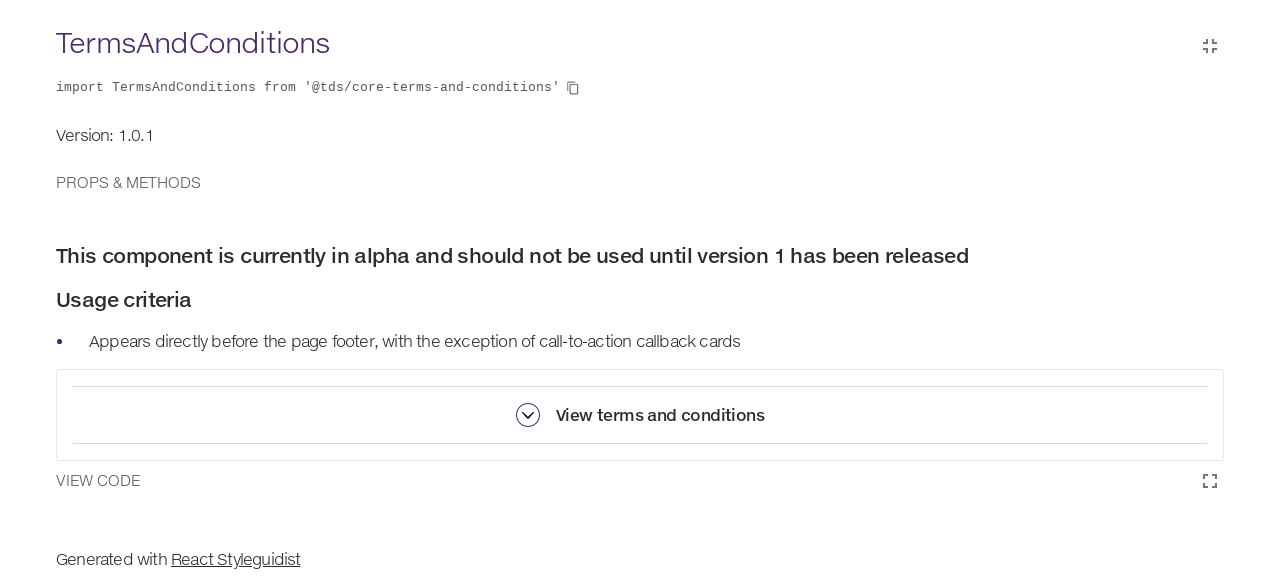 TermsAndConditions
import TermsAndConditions from '@tds/core-terms-and-conditions'
Version: 1.0.1
PROPS & METHODS
This component is currently in alpha and should not be used until version 1 has been released
Usage criteria
• Appears directly before the page footer, with the exception of call-to-action callback cards
View terms and conditions
VIEW CODE
Generated with React Styleguidist